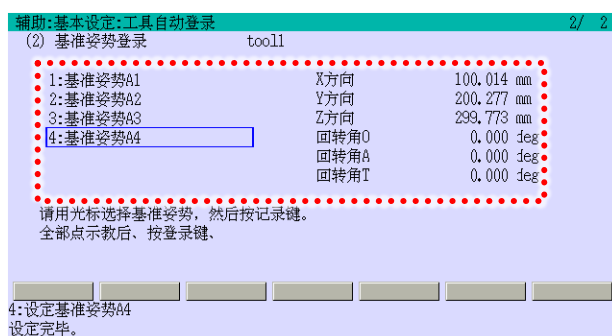 辅助:基本设定:工具自动登录 2/ 2
(2) 基准姿势登录 tool1
1:基准姿势A1 X方向 100.014 mm
2:基准姿势A2 Y方向 200.277 mm
3:基准姿势A3 Z方向 299.773 mm
4:基准姿势A4 回转角O 0.000 deg
回转角A 0.000 deg
回转角T 0.000 deg
请用光标选择基准姿势，然后按记录键。
全部点示教后、按登录键、
4:设定基准姿势A4
设定完毕。